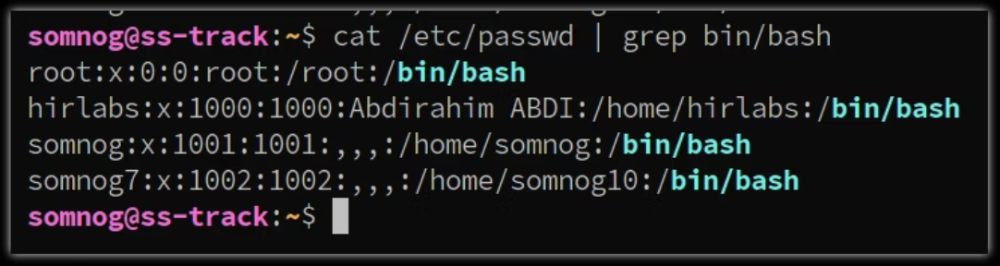 somnog@ss-track:~$ cat /etc/passwd | grep bin/bash
root:x:0:0:root:/root:/bin/bash
hirlabs:x:1000:1000:Abdirahim ABDI:/home/hirlabs:/bin/bash
somnog:x:1001:1001:,,,:/home/somnog:/bin/bash
somnog7:x:1002:1002:,,,:/home/somnog10:/bin/bash
somnog@ss-track:~$